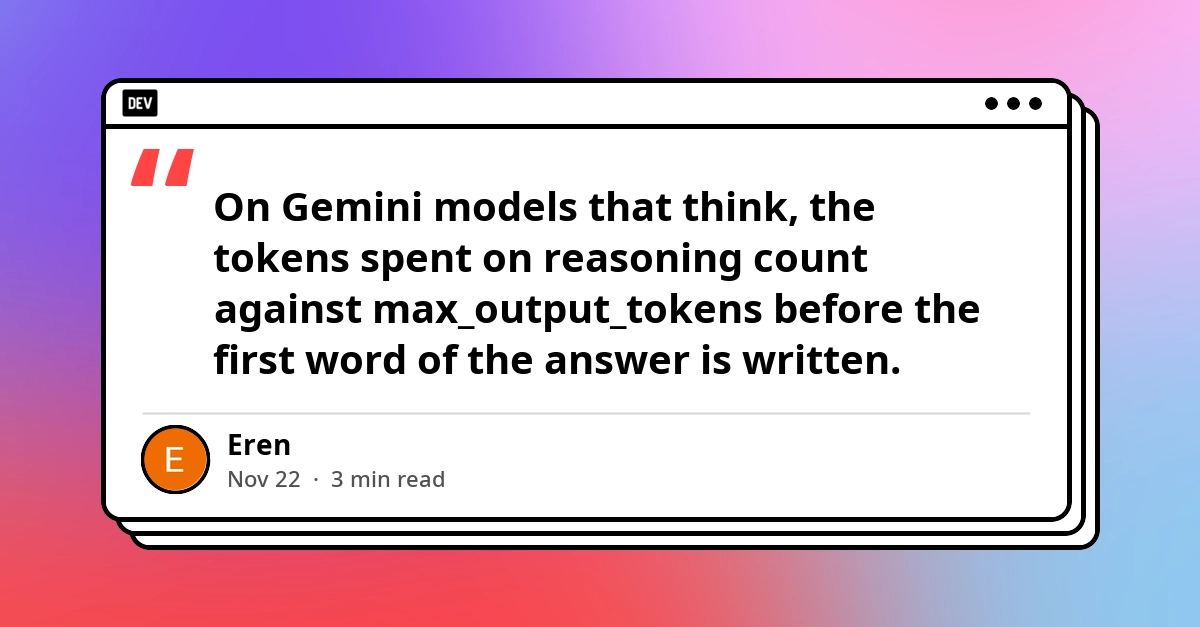 DEV
“
On Gemini models that think, the
tokens spent on reasoning count
against max_output_tokens before the
first word of the answer is written.
E
Eren
Nov 22 · 3 min read